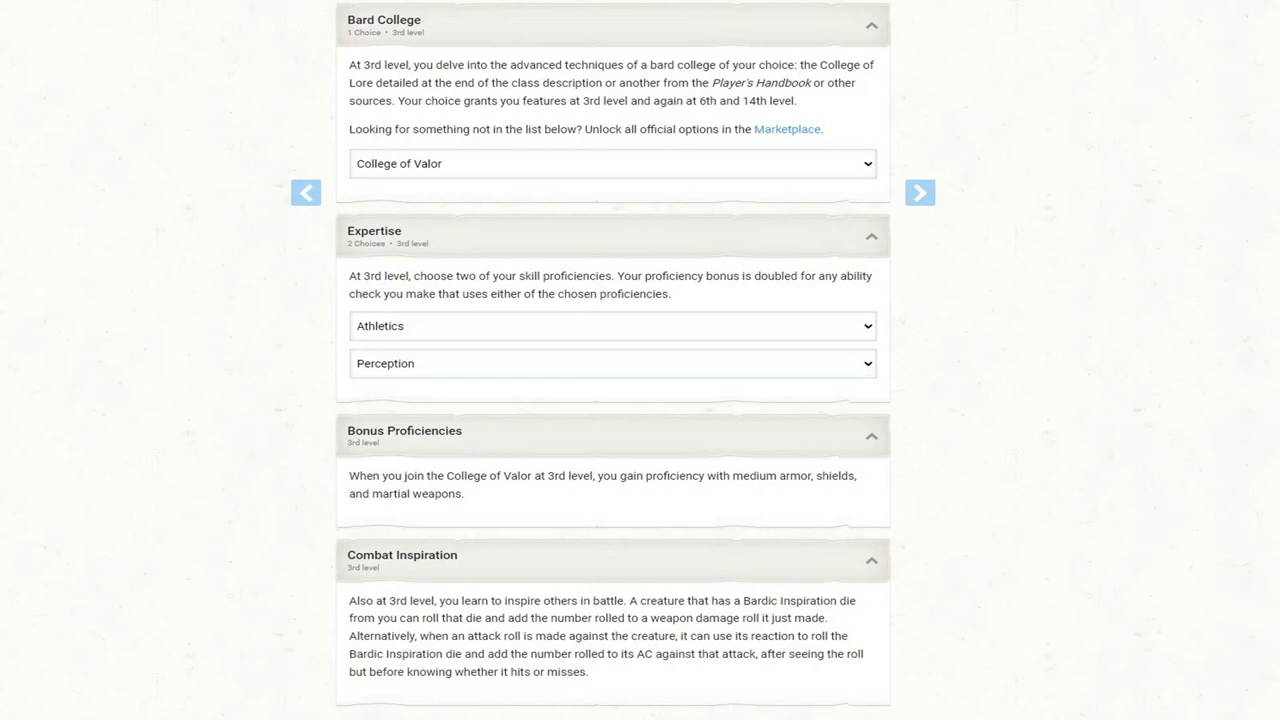 Bard College
1 Choice • 3rd level
At 3rd level, you delve into the advanced techniques of a bard college of your choice: the College of
Lore detailed at the end of the class description or another from the Player's Handbook or other
sources. Your choice grants you features at 3rd level and again at 6th and 14th level.
Looking for something not in the list below? Unlock all official options in the Marketplace.
College of Valor
Expertise
2 Choices • 3rd level
At 3rd level, choose two of your skill proficiencies. Your proficiency bonus is doubled for any ability
check you make that uses either of the chosen proficiencies.
Athletics
Perception
Bonus Proficiencies
3rd level
When you join the College of Valor at 3rd level, you gain proficiency with medium armor, shields,
and martial weapons.
Combat Inspiration
3rd level
Also at 3rd level, you learn to inspire others in battle. A creature that has a Bardic Inspiration die
from you can roll that die and add the number rolled to a weapon damage roll it just made.
Alternatively, when an attack roll is made against the creature, it can use its reaction to roll the
Bardic Inspiration die and add the number rolled to its AC against that attack, after seeing the roll
but before knowing whether it hits or misses.